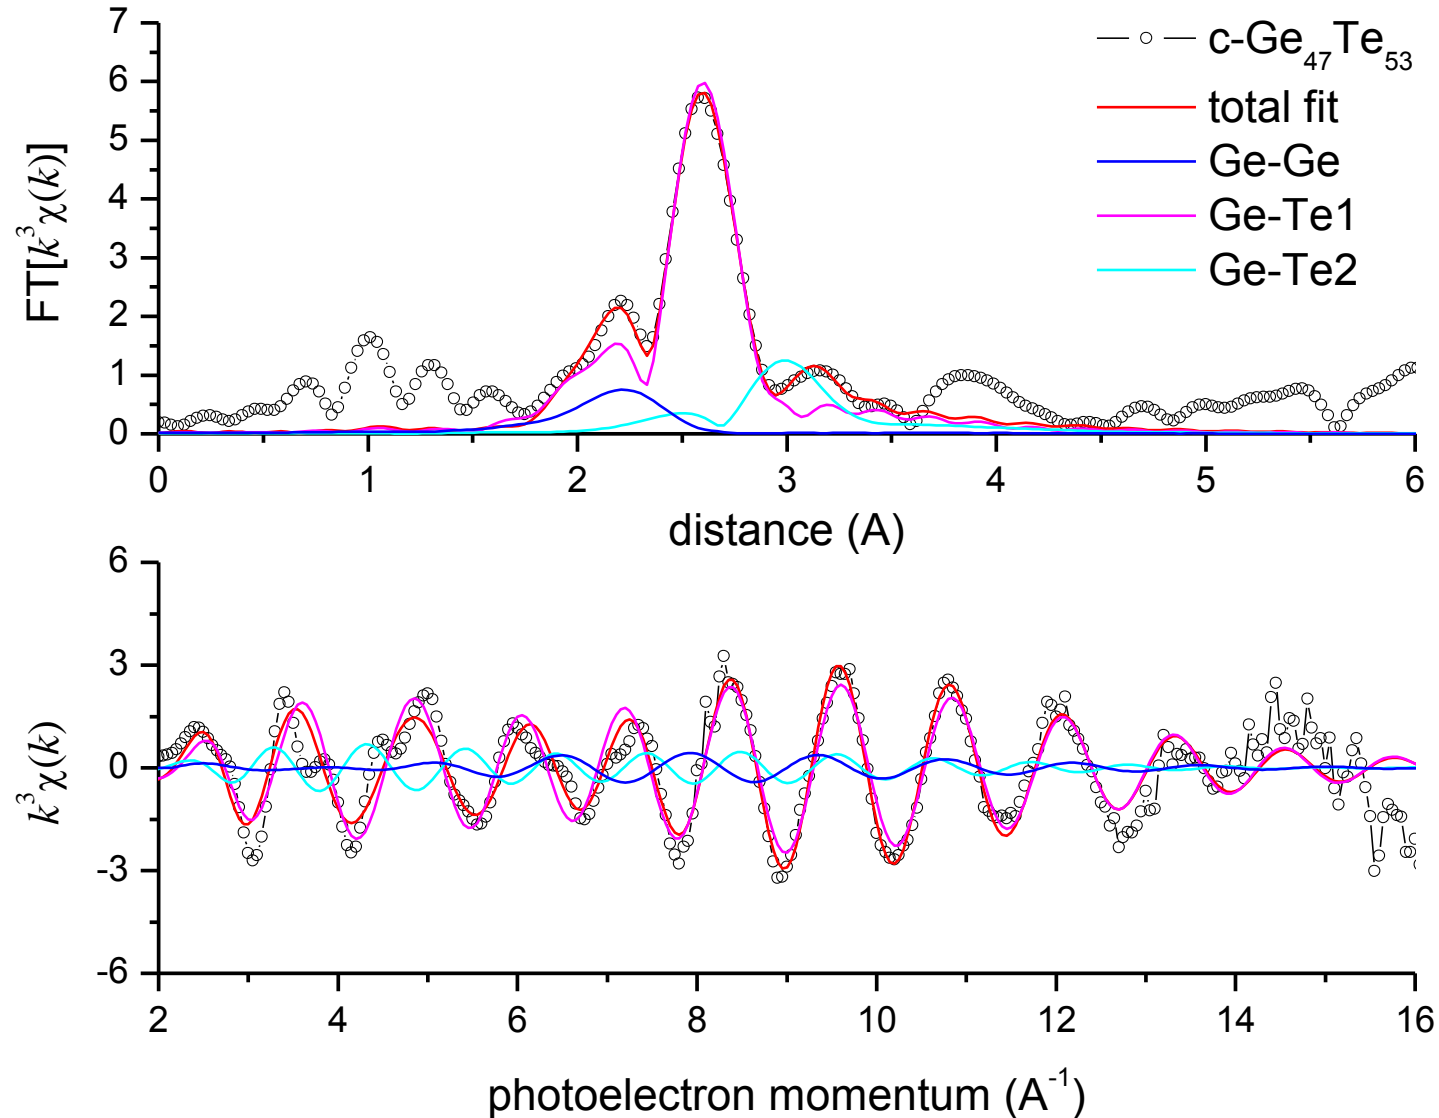 7
6
5
4
3
2
1
0
FT[k³χ(k)]
c-Ge₄₇Te₅₃
total fit
Ge-Ge
Ge-Te1
Ge-Te2
0 1 2 3 4 5 6
distance (A)
6
3
0
-3
-6
k³χ(k)
2 4 6 8 10 12 14 16
photoelectron momentum (A⁻¹)